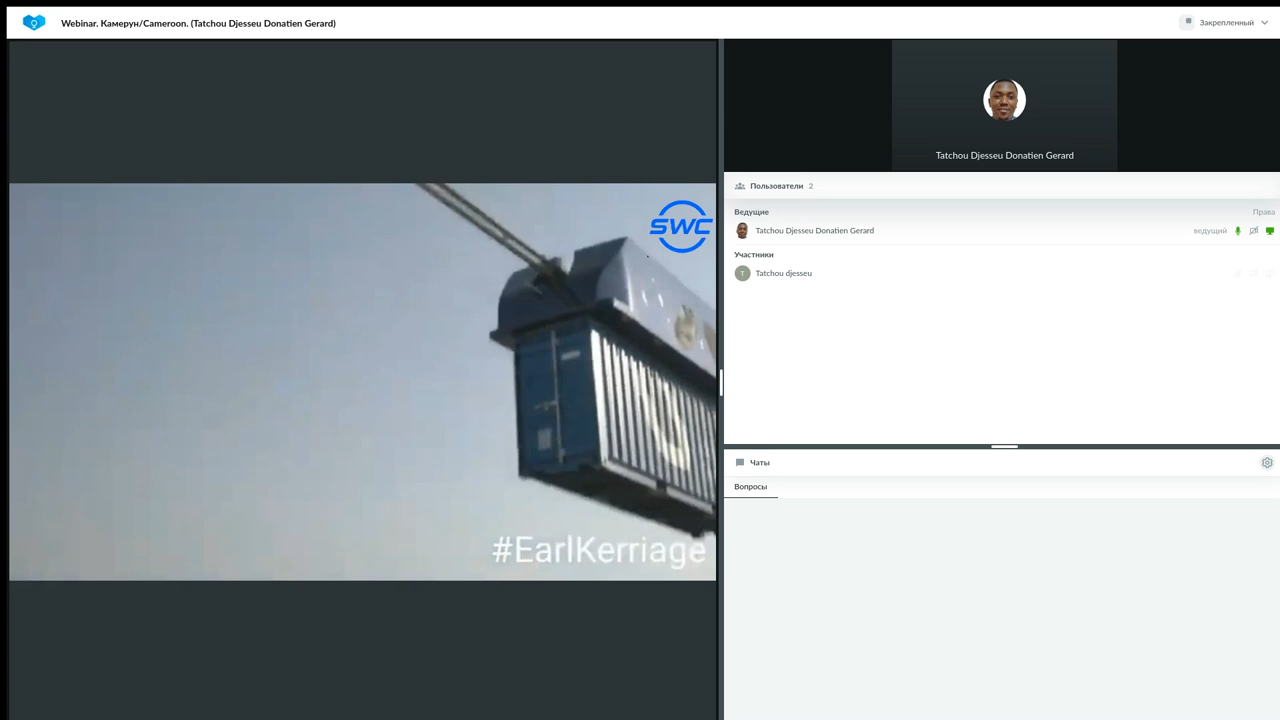 Webinar. Камерун/Cameroon. (Tatchou Djesseu Donatien Gerard)
Закрепленный
SWC
#EarlKerriage
Tatchou Djesseu Donatien Gerard
Пользователи 2
Ведущие Права
Tatchou Djesseu Donatien Gerard ведущий
Участники
T Tatchou djesseu
Чаты
Вопросы